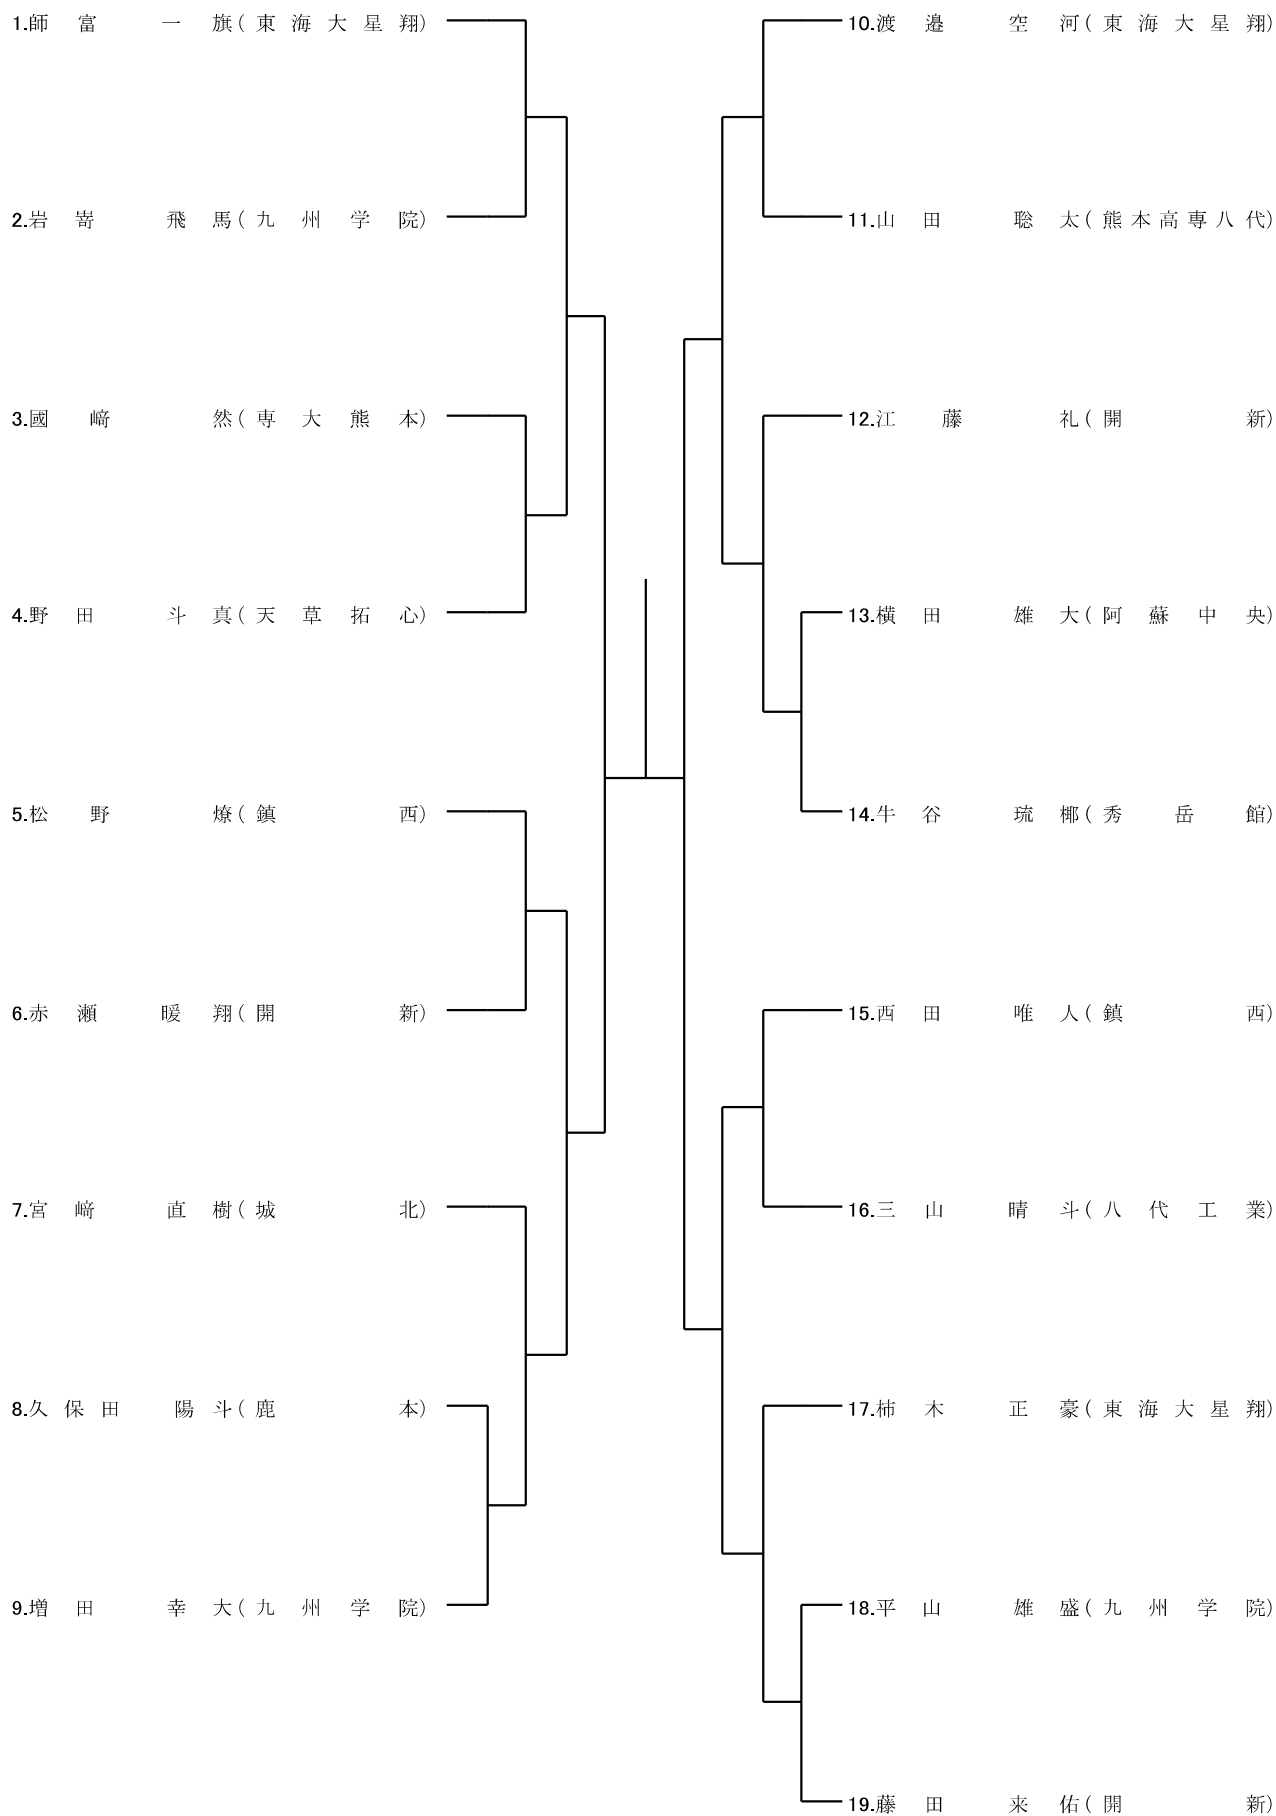 1.師富 一旗(東海大星翔)
2.岩嵜 飛馬(九州学院)
3.國﨑 然(専大熊本)
4.野田 斗真(天草拓心)
5.松野 燎(鎮西)
6.赤瀬 暖翔(開新)
7.宮﨑 直樹(城北)
8.久保田 陽斗(鹿本)
9.増田 幸大(九州学院)
10.渡邉 空河(東海大星翔)
11.山田 聡太(熊本高専八代)
12.江藤 礼(開新)
13.横田 雄大(阿蘇中央)
14.牛谷 琉椰(秀岳館)
15.西田 唯人(鎮西)
16.三山 晴斗(八代工業)
17.柿木 正豪(東海大星翔)
18.平山 雄盛(九州学院)
19.藤田 来佑(開新)